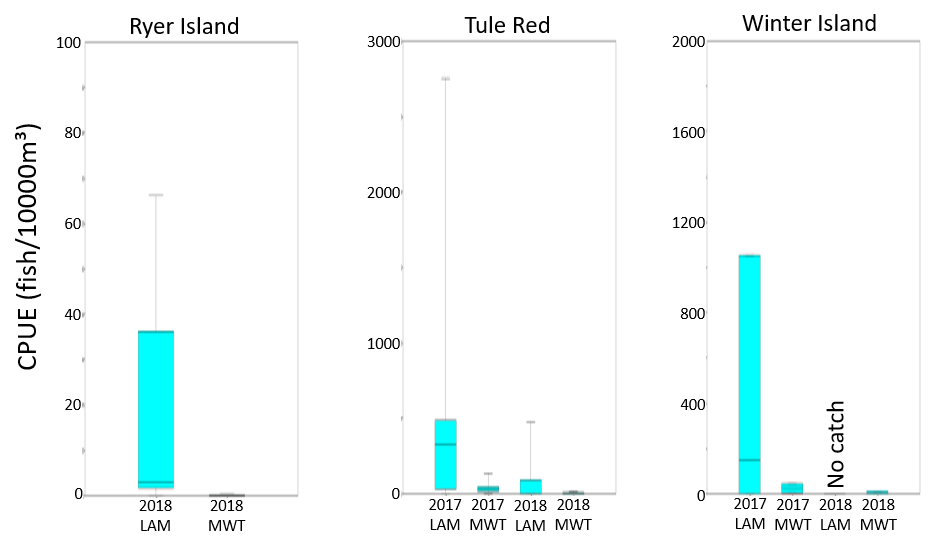 Ryer Island
Tule Red
Winter Island
CPUE (fish/10000m³)
100
80
60
40
20
0
2018
LAM
2018
MWT
3000
2000
1000
0
2017
LAM
2017
MWT
2018
LAM
2018
MWT
2000
1600
1200
800
400
0
No catch
2017
LAM
2017
MWT
2018
LAM
2018
MWT